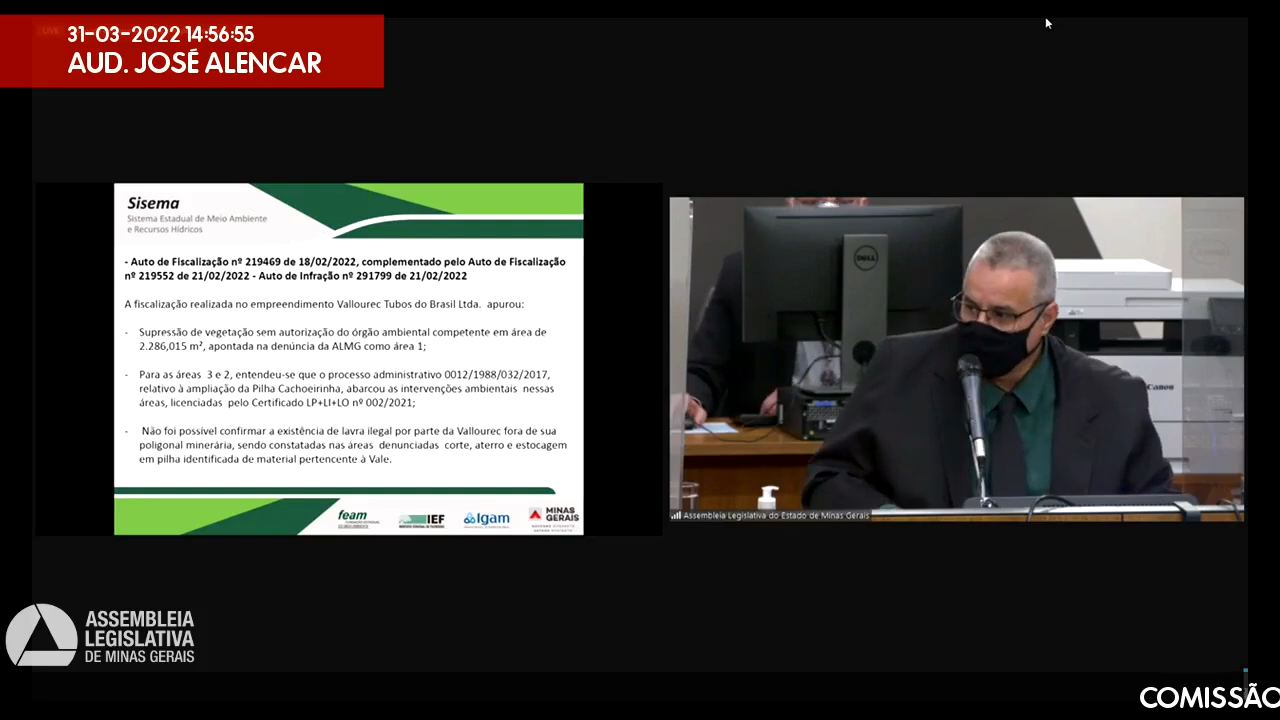 31-03-2022 14:56:55
AUD. JOSÉ ALENCAR
Sisema
Sistema Estadual de Meio Ambiente
e Recursos Hídricos
- Auto de Fiscalização nº 219469 de 18/02/2022, complementado pelo Auto de Fiscalização
nº 219552 de 21/02/2022 - Auto de Infração nº 291799 de 21/02/2022
A fiscalização realizada no empreendimento Vallourec Tubos do Brasil Ltda. apurou:
- Supressão de vegetação sem autorização do órgão ambiental competente em área de
2.286,015 m², apontada na denúncia da ALMG como área 1;
- Para as áreas 3 e 2, entendeu-se que o processo administrativo 0012/1988/032/2017,
relativo à ampliação da Pilha Cachoeirinha, abarcou as intervenções ambientais nessas
áreas, licenciadas pelo Certificado LP+LI+LO nº 002/2021;
- Não foi possível confirmar a existência de lavra ilegal por parte da Vallourec fora de sua
poligonal minerária, sendo constatadas nas áreas denunciadas corte, aterro e estocagem
em pilha identificada de material pertencente à Vale.
feam
IEF
Igam
MINAS
GERAIS
DELL
Canon
Assembleia Legislativa do Estado de Minas Gerais
ASSEMBLEIA
LEGISLATIVA
DE MINAS GERAIS
COMISSÃO